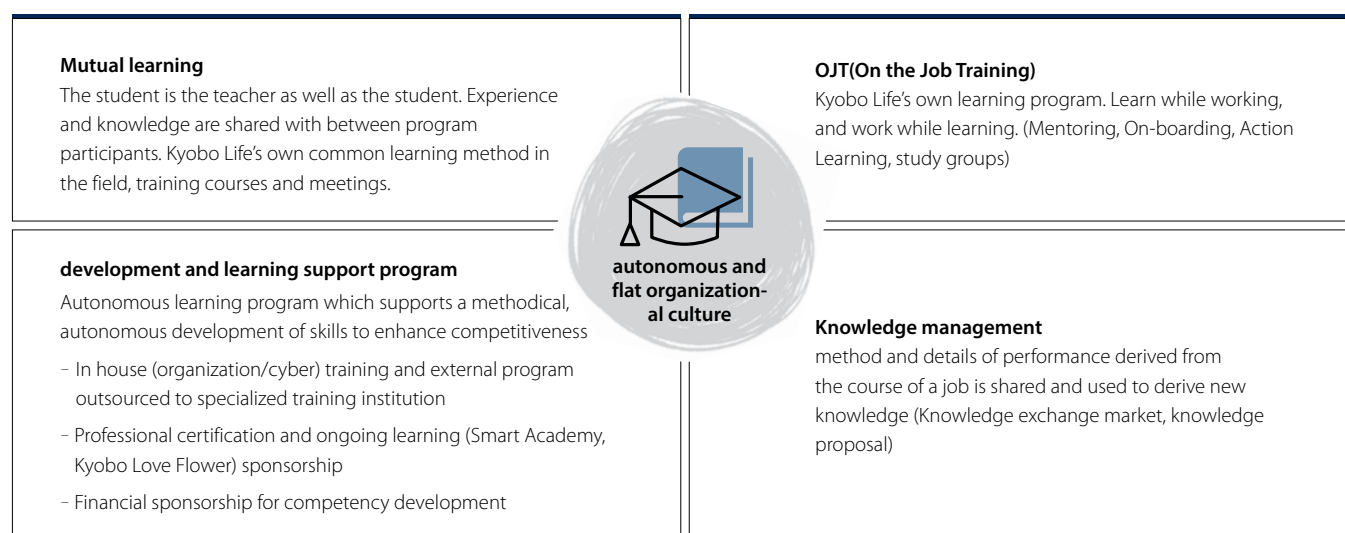 Mutual learning
The student is the teacher as well as the student. Experience
and knowledge are shared with between program
participants. Kyobo Life's own common learning method in
the field, training courses and meetings.
OJT(On the Job Training)
Kyobo Life's own learning program. Learn while working,
and work while learning. (Mentoring, On-boarding, Action
Learning, study groups)
autonomous and
flat organization-
al culture
development and learning support program
Autonomous learning program which supports a methodical,
autonomous development of skills to enhance competitiveness
– In house (organization/cyber) training and external program
outsourced to specialized training institution
– Professional certification and ongoing learning (Smart Academy,
Kyobo Love Flower) sponsorship
– Financial sponsorship for competency development
Knowledge management
method and details of performance derived from
the course of a job is shared and used to derive new
knowledge (Knowledge exchange market, knowledge
proposal)